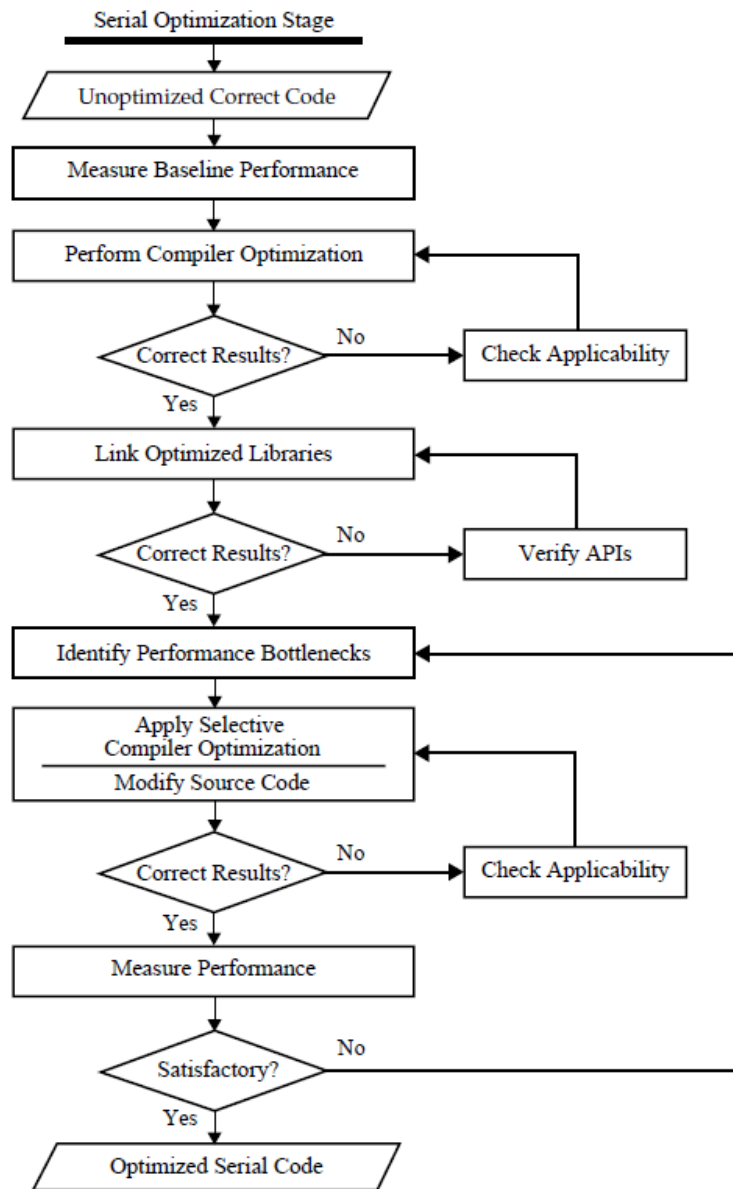 Serial Optimization Stage
Unoptimized Correct Code
Measure Baseline Performance
Perform Compiler Optimization
Correct Results?
No
Check Applicability
Yes
Link Optimized Libraries
Correct Results?
No
Verify APIs
Yes
Identify Performance Bottlenecks
Apply Selective
Compiler Optimization
Modify Source Code
Correct Results?
No
Check Applicability
Yes
Measure Performance
Satisfactory?
No
Yes
Optimized Serial Code